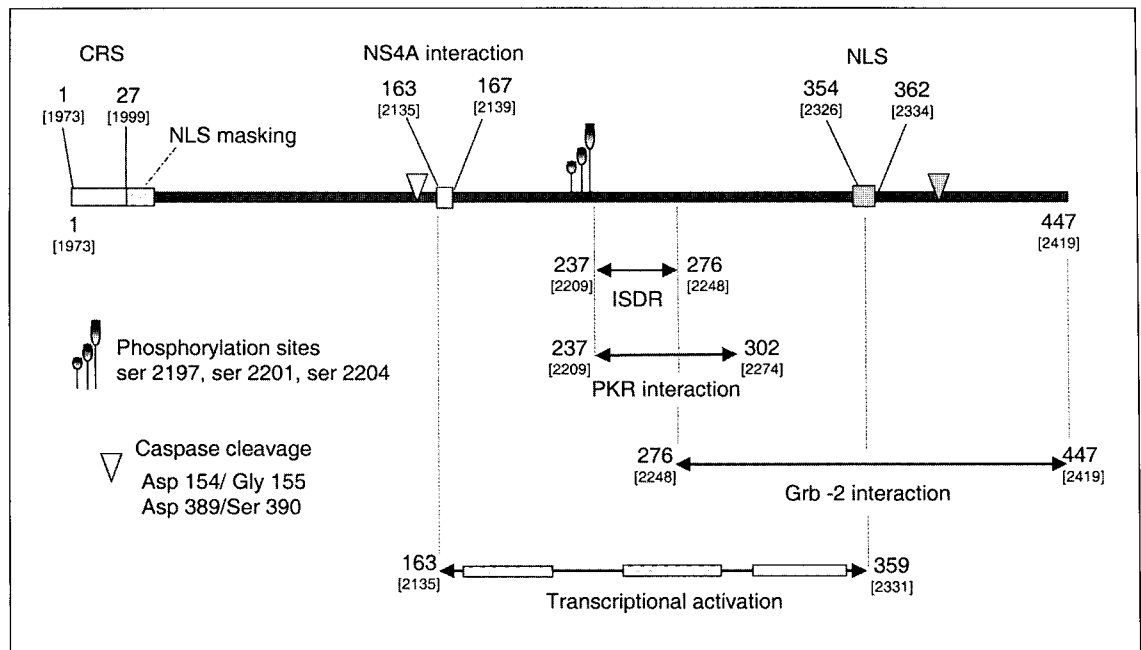 CRS
NS4A interaction
NLS
1
27
163
167
354
362
[1973]
[1999]
[2135]
[2139]
[2326]
[2334]
NLS masking
1
[1973]
447
[2419]
237
276
[2209]
[2248]
ISDR
Phosphorylation sites
ser 2197, ser 2201, ser 2204
237
302
[2209]
[2274]
PKR interaction
Caspase cleavage
Asp 154/ Gly 155
Asp 389/Ser 390
276
447
[2248]
[2419]
Grb -2 interaction
163
359
[2135]
[2331]
Transcriptional activation